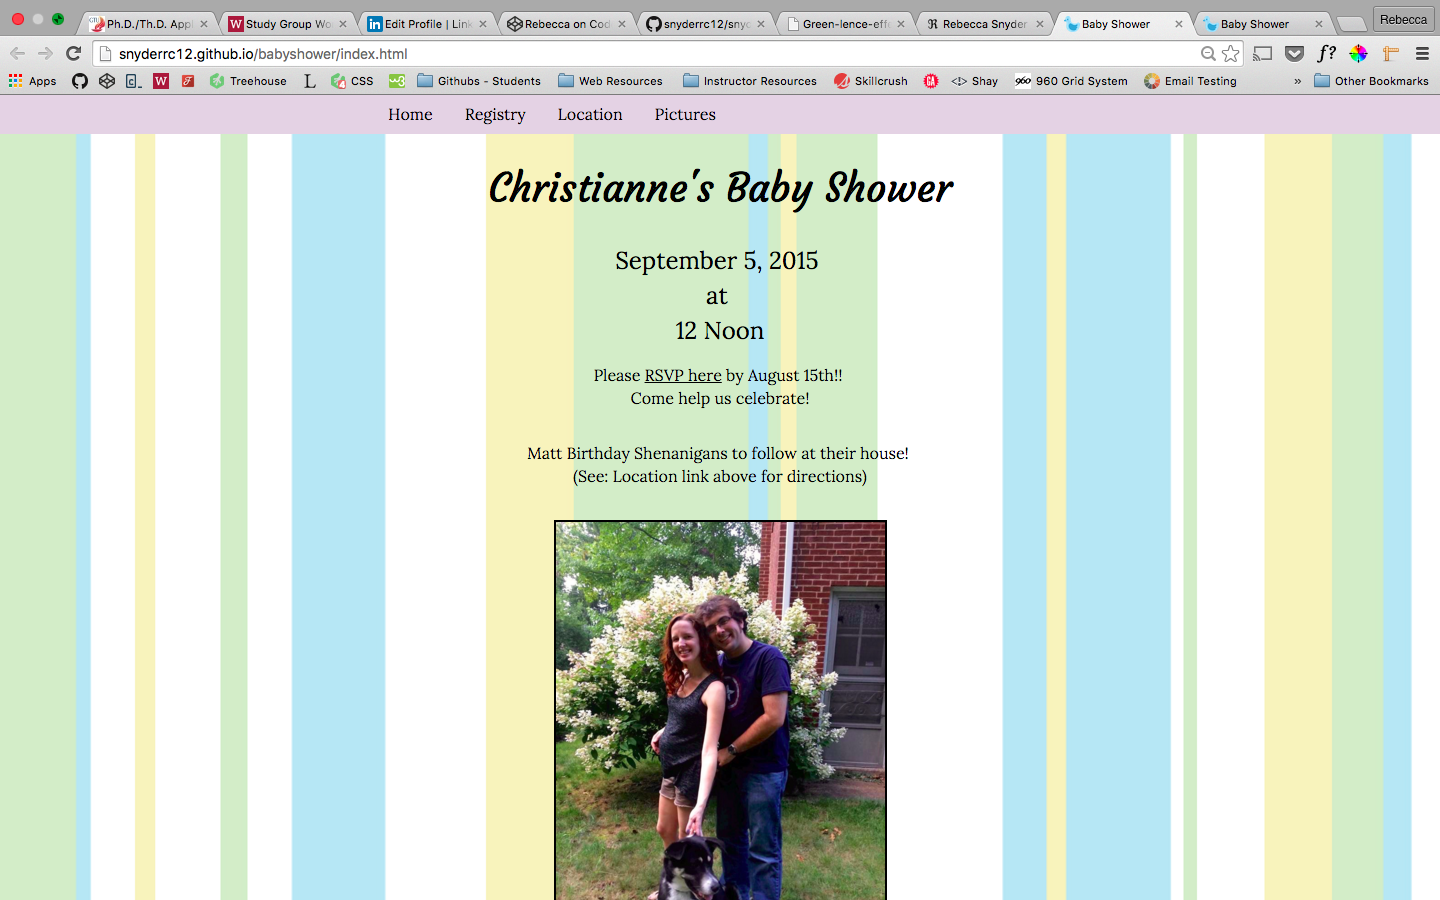 Ph.D./Th.D. Appl
Study Group Wo
Edit Profile | Link
Rebecca on Cod
snyderrc12/snyd
Green-lence-effe
Rebecca Snyder
Baby Shower
Baby Shower
Rebecca
snyderrc12.github.io/babyshower/index.html
Apps
Treehouse
CSS
Githubs - Students
Web Resources
Instructor Resources
Skillcrush
Shay
960 Grid System
Email Testing
» Other Bookmarks
Home Registry Location Pictures
Christianne's Baby Shower
September 5, 2015
at
12 Noon
Please RSVP here by August 15th!!
Come help us celebrate!
Matt Birthday Shenanigans to follow at their house!
(See: Location link above for directions)